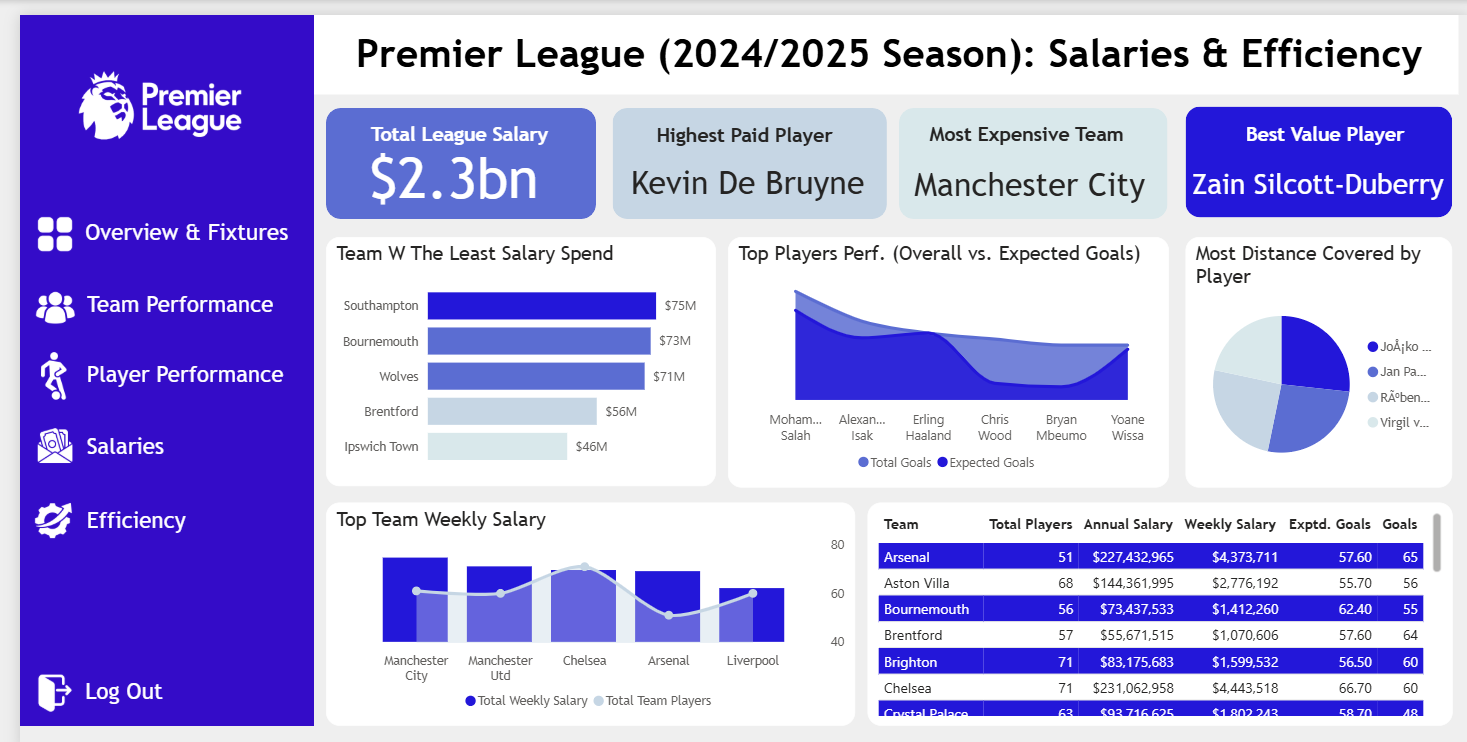 Premier League (2024/2025 Season): Salaries & Efficiency
Premier
League
Overview & Fixtures
Team Performance
Player Performance
Salaries
Efficiency
Log Out
Total League Salary
$2.3bn
Highest Paid Player
Kevin De Bruyne
Most Expensive Team
Manchester City
Best Value Player
Zain Silcott-Duberry
Team W The Least Salary Spend
Southampton $75M
Bournemouth $73M
Wolves $71M
Brentford $56M
Ipswich Town $46M
Top Players Perf. (Overall vs. Expected Goals)
Moham... Alexan... Erling Chris Bryan Yoane
Salah Isak Haaland Wood Mbeumo Wissa
Total Goals Expected Goals
Most Distance Covered by
Player
JoÅ¡ko ...
Jan Pa...
RÃºben...
Virgil v...
Top Team Weekly Salary
80
60
40
Manchester Manchester Chelsea Arsenal Liverpool
City Utd
Total Weekly Salary Total Team Players
Team Total Players Annual Salary Weekly Salary Exptd. Goals Goals
Arsenal 51 $227,432,965 $4,373,711 57.60 65
Aston Villa 68 $144,361,995 $2,776,192 55.70 56
Bournemouth 56 $73,437,533 $1,412,260 62.40 55
Brentford 57 $55,671,515 $1,070,606 57.60 64
Brighton 71 $83,175,683 $1,599,532 56.50 60
Chelsea 71 $231,062,958 $4,443,518 66.70 60
Crystal Palace 63 $93,716,625 $1,802,243 58.70 48